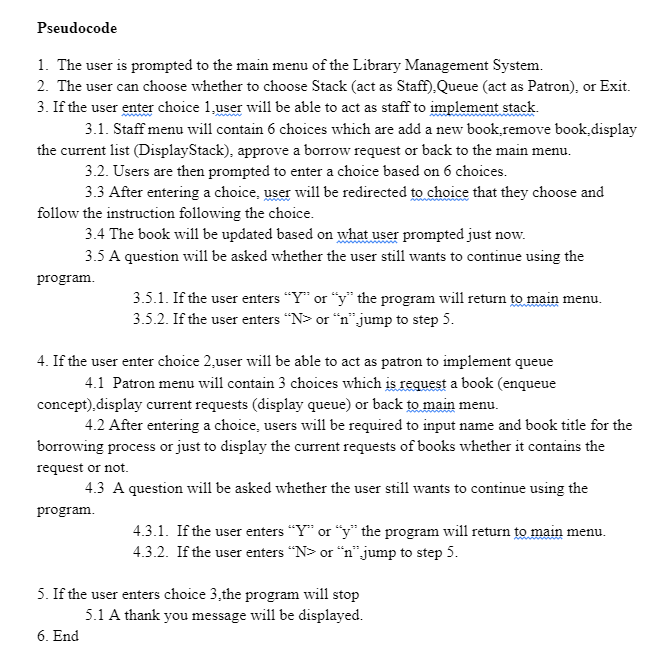 Pseudocode
1. The user is prompted to the main menu of the Library Management System.
2. The user can choose whether to choose Stack (act as Staff),Queue (act as Patron), or Exit.
3. If the user enter choice 1,user will be able to act as staff to implement stack.
3.1. Staff menu will contain 6 choices which are add a new book,remove book,display
the current list (DisplayStack), approve a borrow request or back to the main menu.
3.2. Users are then prompted to enter a choice based on 6 choices.
3.3 After entering a choice, user will be redirected to choice that they choose and
follow the instruction following the choice.
3.4 The book will be updated based on what user prompted just now.
3.5 A question will be asked whether the user still wants to continue using the
program.
3.5.1. If the user enters “Y” or “y” the program will return to main menu.
3.5.2. If the user enters “N> or “n”,jump to step 5.
4. If the user enter choice 2,user will be able to act as patron to implement queue
4.1 Patron menu will contain 3 choices which is request a book (enqueue
concept),display current requests (display queue) or back to main menu.
4.2 After entering a choice, users will be required to input name and book title for the
borrowing process or just to display the current requests of books whether it contains the
request or not.
4.3 A question will be asked whether the user still wants to continue using the
program.
4.3.1. If the user enters “Y” or “y” the program will return to main menu.
4.3.2. If the user enters “N> or “n”,jump to step 5.
5. If the user enters choice 3,the program will stop
5.1 A thank you message will be displayed.
6. End